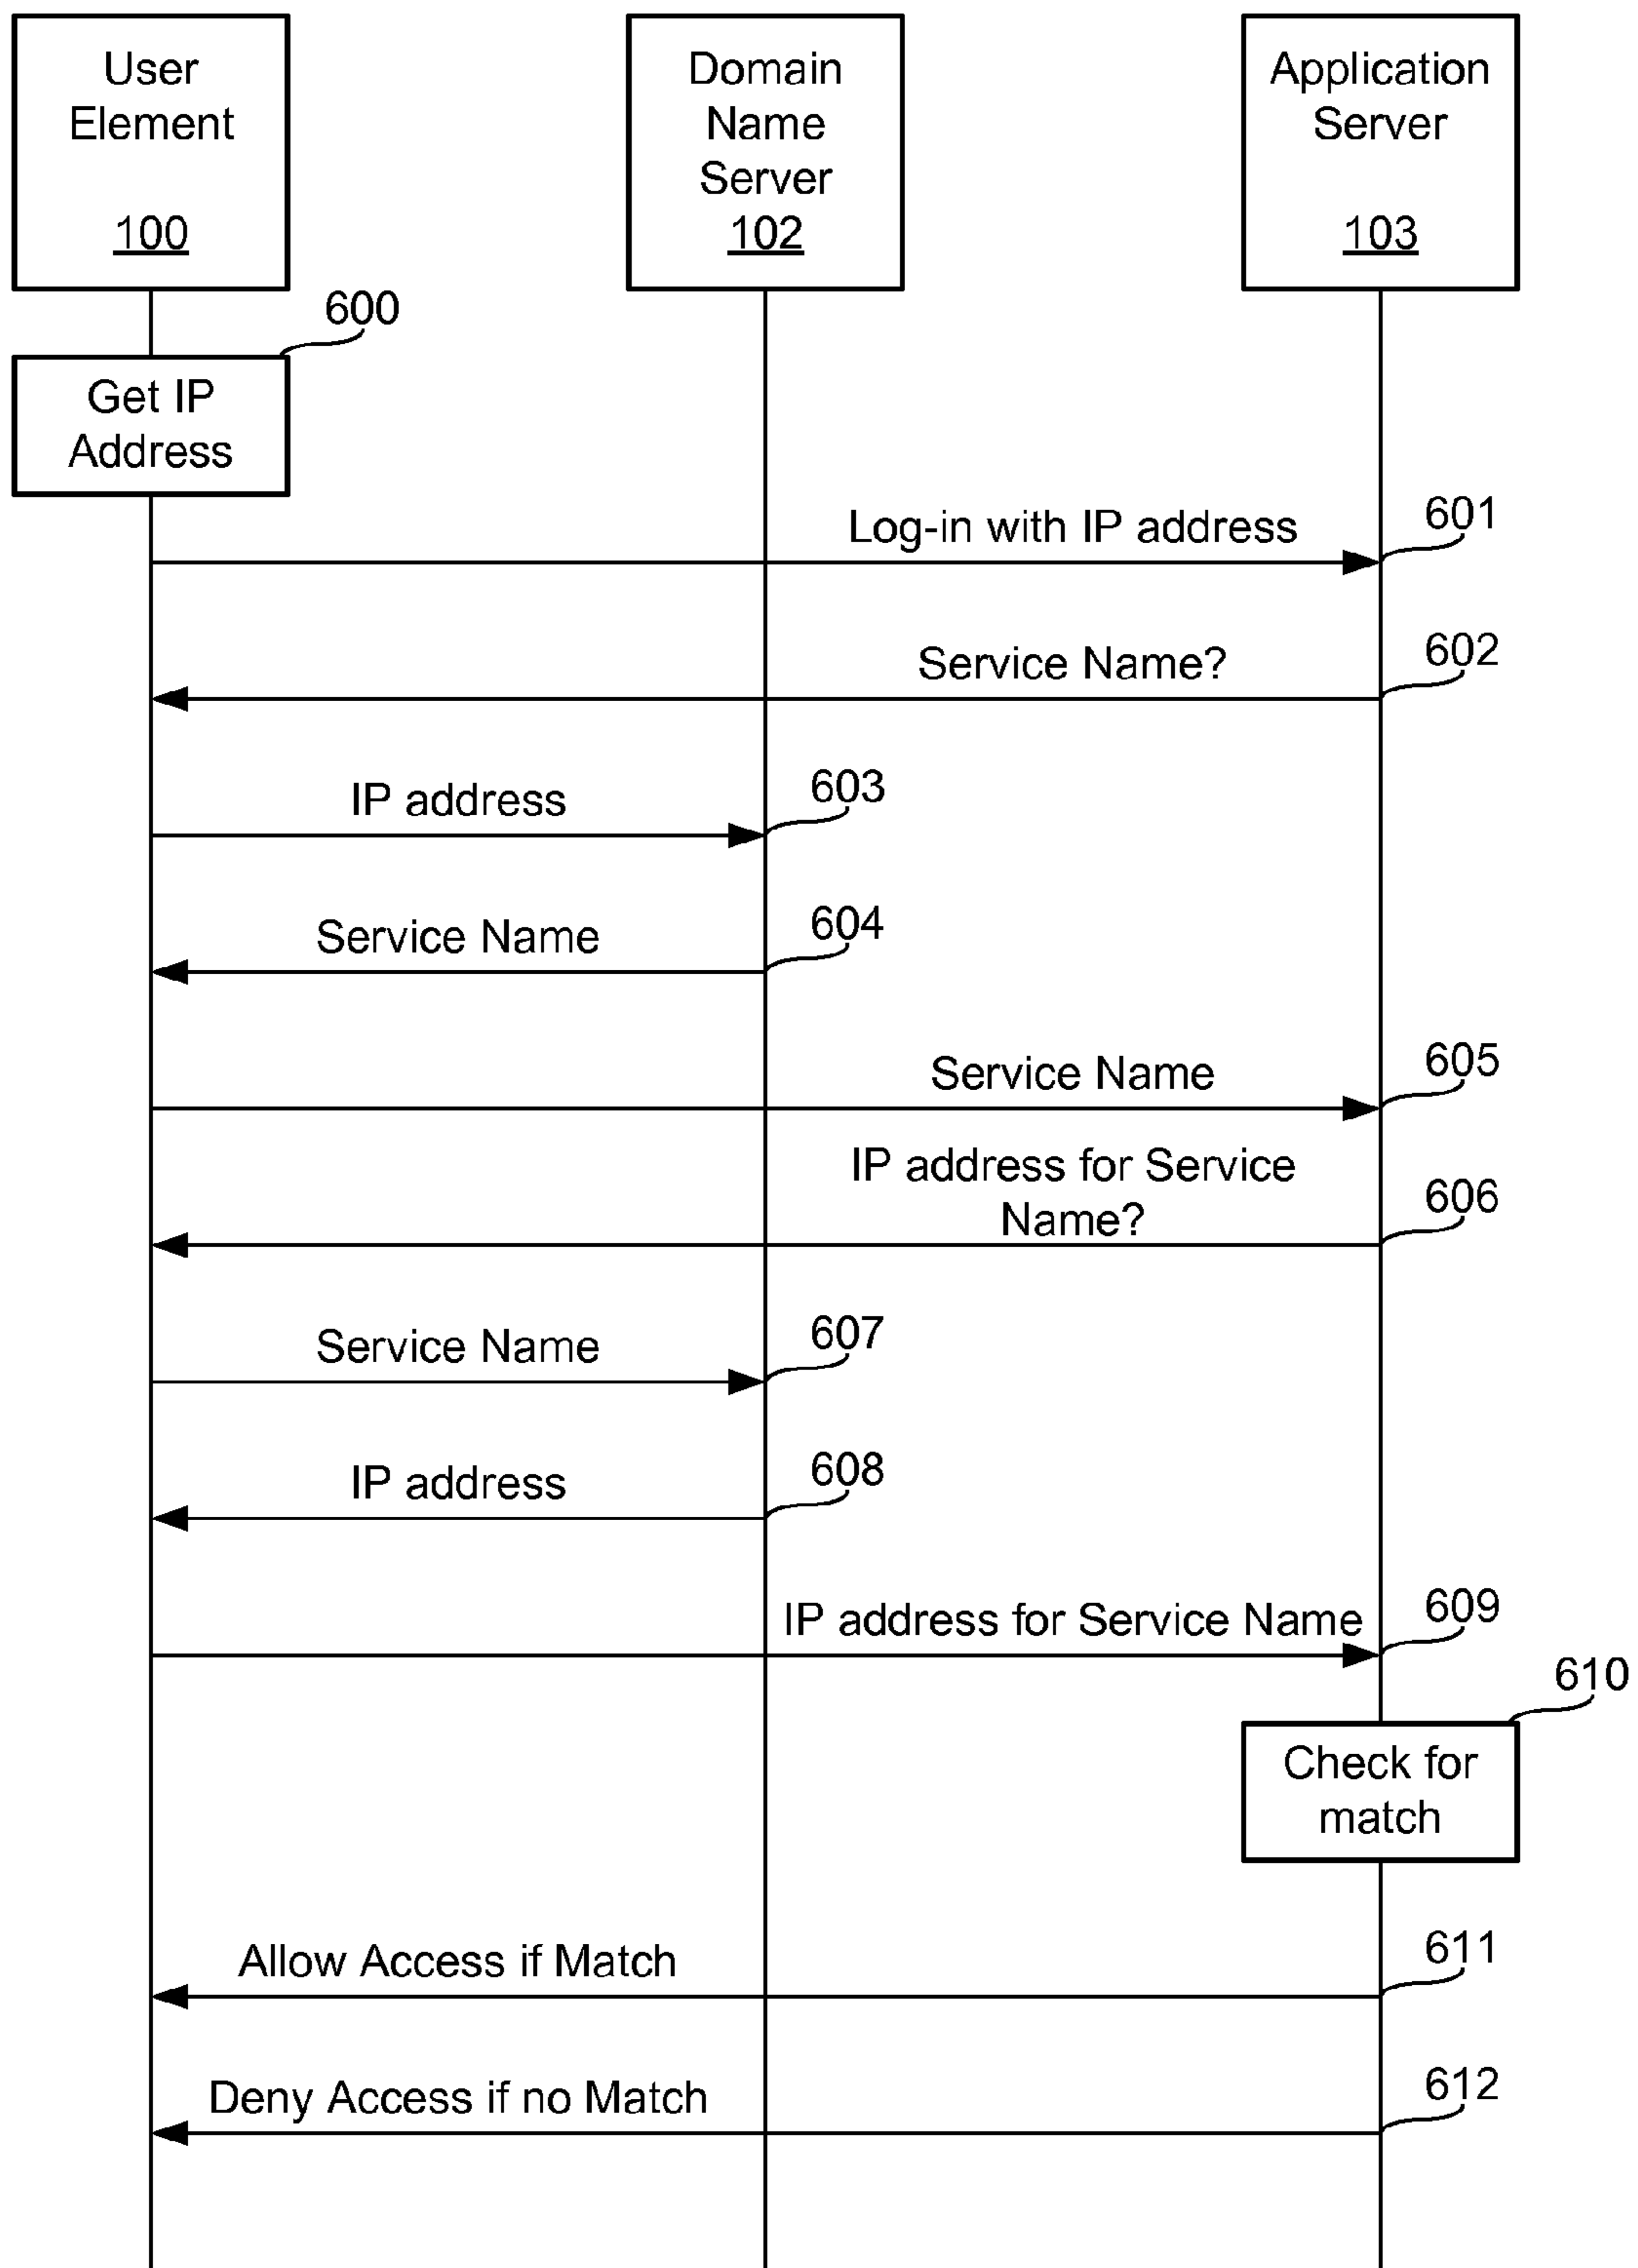 User
Element
100
Domain
Name
Server
102
Application
Server
103
600
Get IP
Address
Log-in with IP address
601
Service Name?
602
IP address
603
Service Name
604
Service Name
605
IP address for Service
Name?
606
Service Name
607
IP address
608
IP address for Service Name
609
610
Check for
match
Allow Access if Match
611
Deny Access if no Match
612